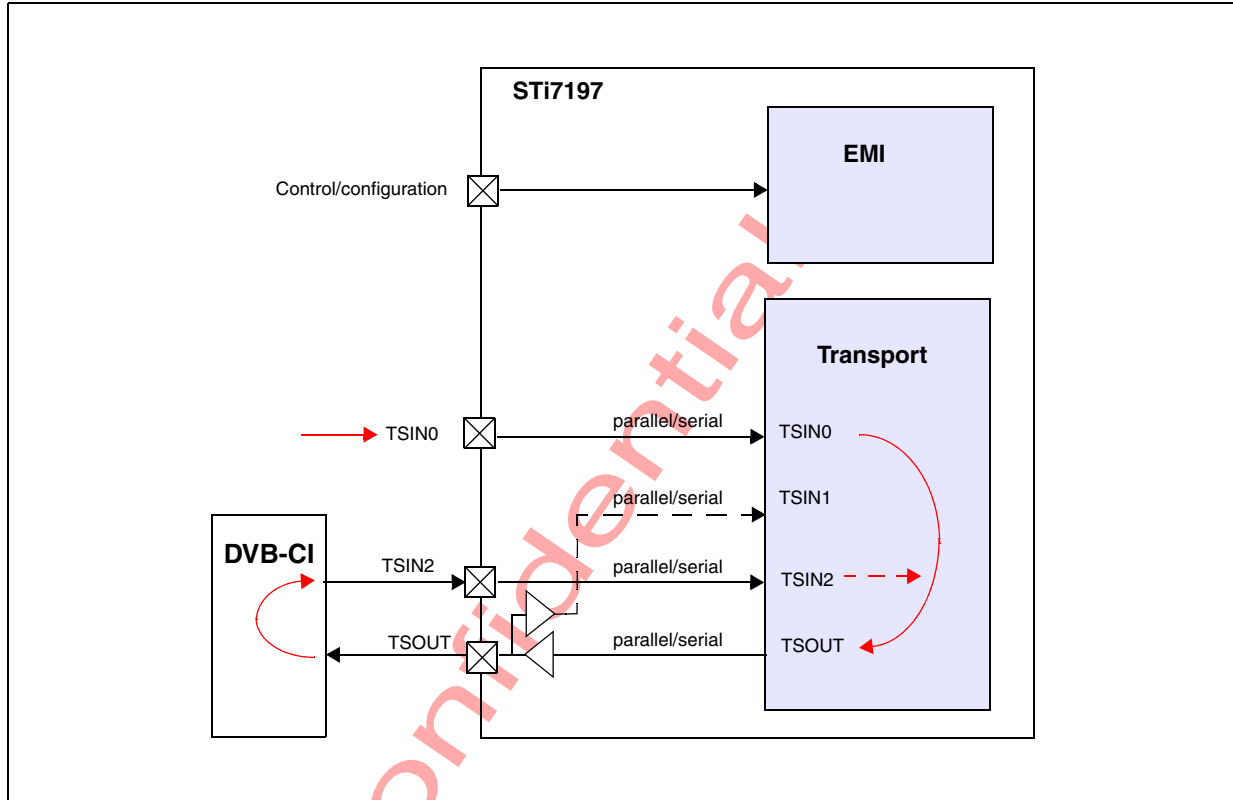 STi7197
EMI
Control/configuration
Transport
TSIN0
parallel/serial
TSIN0
parallel/serial
TSIN1
DVB-CI
TSIN2
parallel/serial
TSIN2
TSOUT
parallel/serial
TSOUT
onfidential